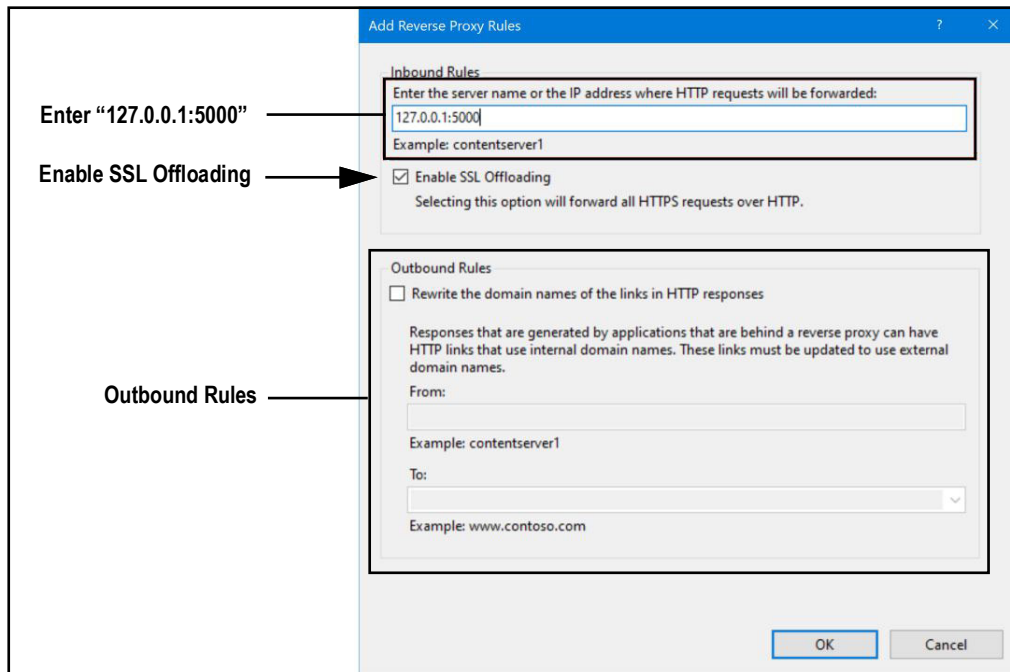 Add Reverse Proxy Rules ? ×
Inbound Rules
Enter the server name or the IP address where HTTP requests will be forwarded:
Enter “127.0.0.1:5000”
127.0.0.1:5000
Example: contentserver1
Enable SSL Offloading
Enable SSL Offloading
Selecting this option will forward all HTTPS requests over HTTP.
Outbound Rules
Rewrite the domain names of the links in HTTP responses
Responses that are generated by applications that are behind a reverse proxy can have
HTTP links that use internal domain names. These links must be updated to use external
domain names.
Outbound Rules
From:
Example: contentserver1
To:
Example: www.contoso.com
OK
Cancel